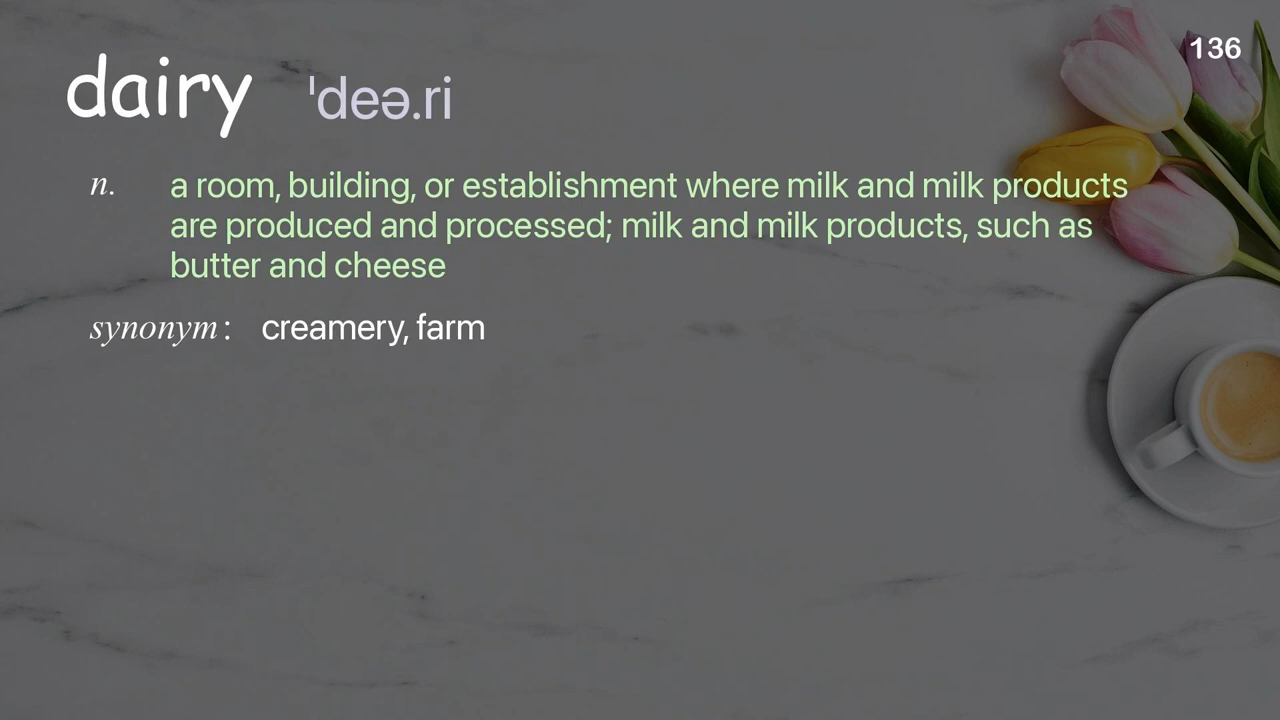 136
dairy ˈdeə.ri
n. a room, building, or establishment where milk and milk products
are produced and processed; milk and milk products, such as
butter and cheese
synonym: creamery, farm